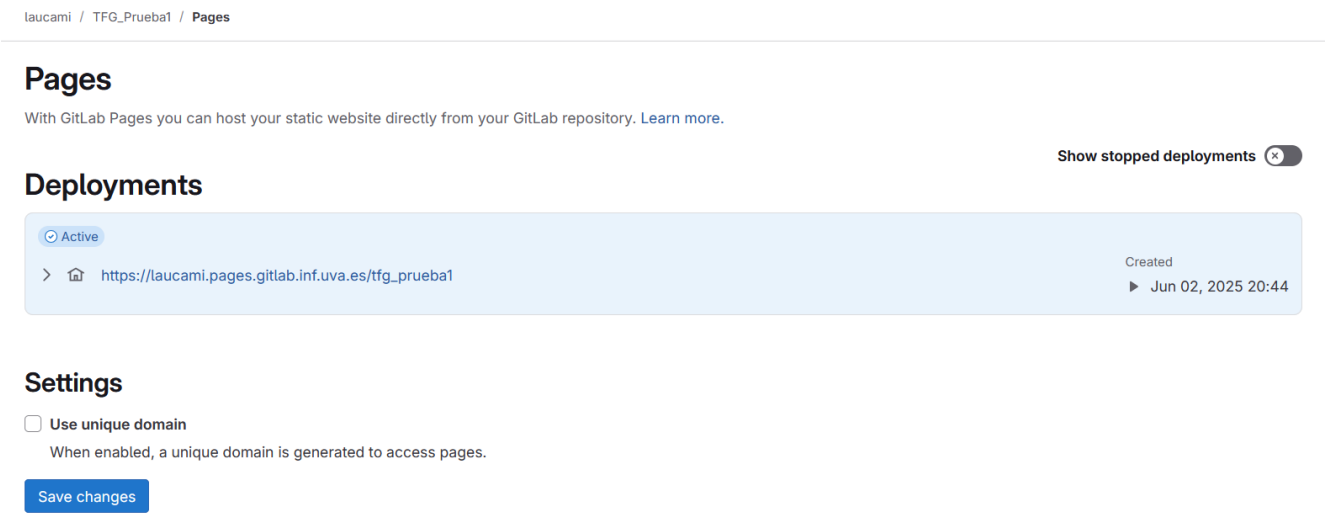 laucami / TFG_Prueba1 / Pages
Pages
With GitLab Pages you can host your static website directly from your GitLab repository. Learn more.
Show stopped deployments
Deployments
Active
https://laucami.pages.gitlab.inf.uva.es/tfg_prueba1
Created
Jun 02, 2025 20:44
Settings
Use unique domain
When enabled, a unique domain is generated to access pages.
Save changes